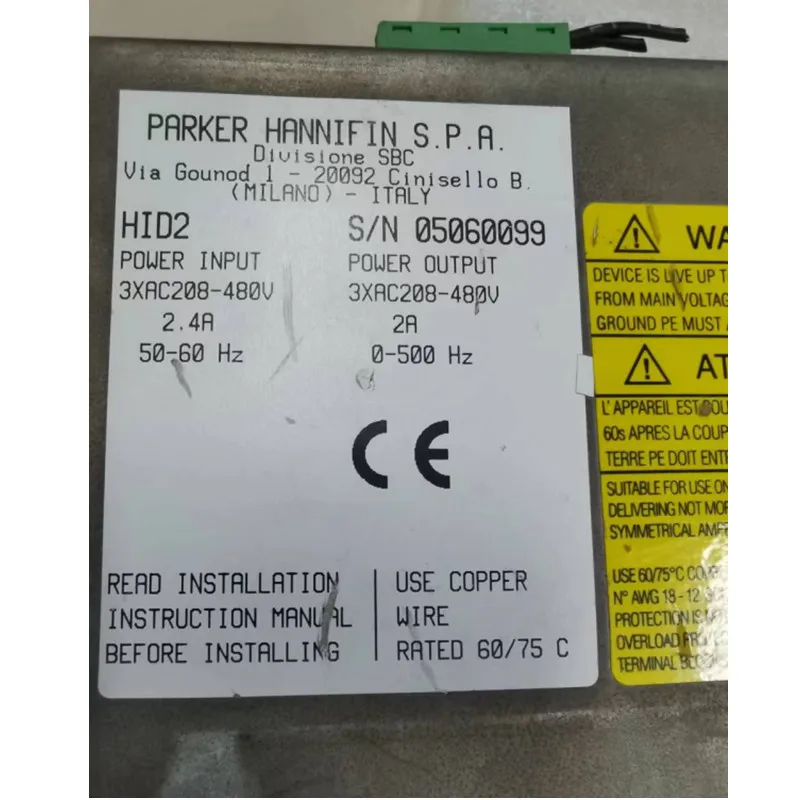 PARKER HANNIFIN S.P.A.
Divisione SBC
Via Gounod 1 - 20092 Cinisello B.
(MILANO) - ITALY
HID2 S/N 05060099
POWER INPUT POWER OUTPUT
3XAC208-480V 3XAC208-480V
2.4A 2A
50-60 Hz 0-500 Hz
CE
READ INSTALLATION USE COPPER
INSTRUCTION MANUAL WIRE
BEFORE INSTALLING RATED 60/75 C
WA
DEVICE IS LIVE UP T
FROM MAIN VOLTAG
GROUND PE MUST
AT
L'APPAREIL EST
60s APRES LA COUP
TERRE PE DOIT ENT
SUITABLE FOR USE ON
DELIVERING NOT MOR
SYMMETRICAL AMP
USE 60/75°C
N° AWG 18 - 12
PROTECTION IS
OVERLOAD
TERMINAL